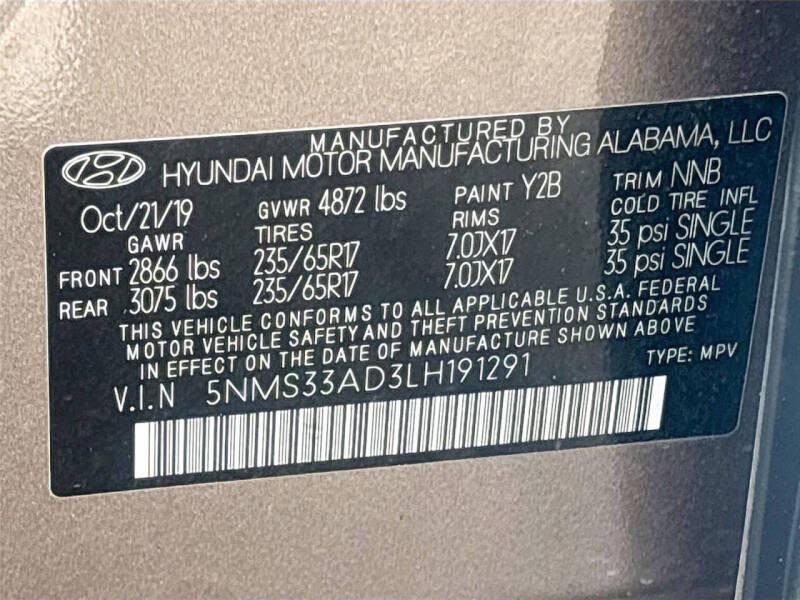 MANUFACTURED BY
HYUNDAI MOTOR MANUFACTURING ALABAMA, LLC
Oct/21/19 GVWR 4872 lbs PAINT Y2B TRIM NNB
GAWR TIRES RIMS COLD TIRE INFL
FRONT 2866 lbs 235/65R17 7.0JX17 35 psi SINGLE
REAR 3075 lbs 235/65R17 7.0JX17 35 psi SINGLE
THIS VEHICLE CONFORMS TO ALL APPLICABLE U.S.A. FEDERAL
MOTOR VEHICLE SAFETY AND THEFT PREVENTION STANDARDS
IN EFFECT ON THE DATE OF MANUFACTURE SHOWN ABOVE
V.I.N 5NMS33AD3LH191291 TYPE: MPV